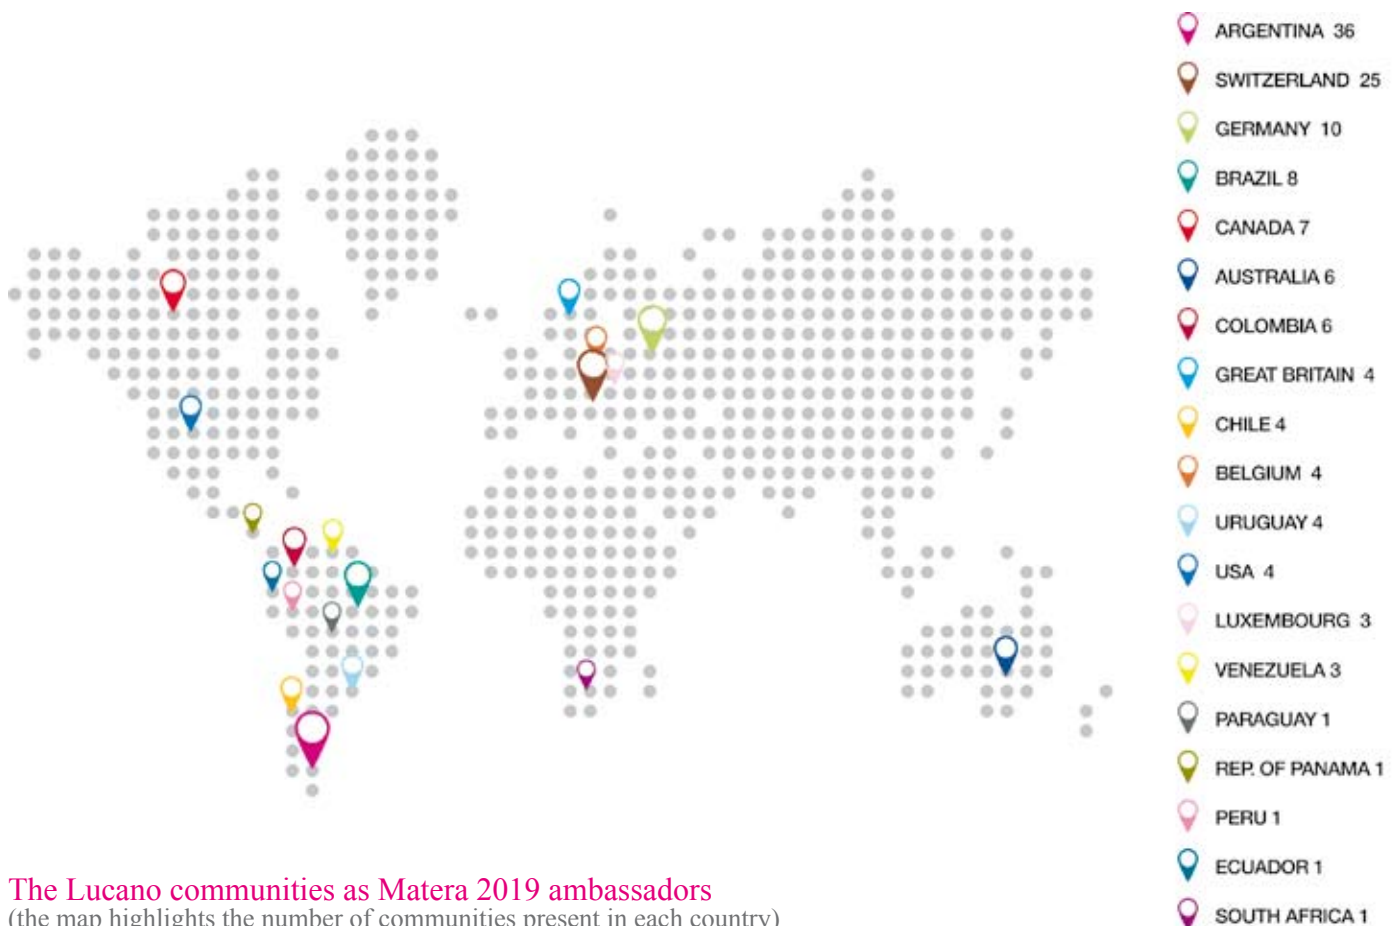 ARGENTINA 36
SWITZERLAND 25
GERMANY 10
BRAZIL 8
CANADA 7
AUSTRALIA 6
COLOMBIA 6
GREAT BRITAIN 4
CHILE 4
BELGIUM 4
URUGUAY 4
USA 4
LUXEMBOURG 3
VENEZUELA 3
PARAGUAY 1
REP. OF PANAMA 1
PERU 1
ECUADOR 1
SOUTH AFRICA 1
The Lucano communities as Matera 2019 ambassadors
(the map highlights the number of communities present in each country)